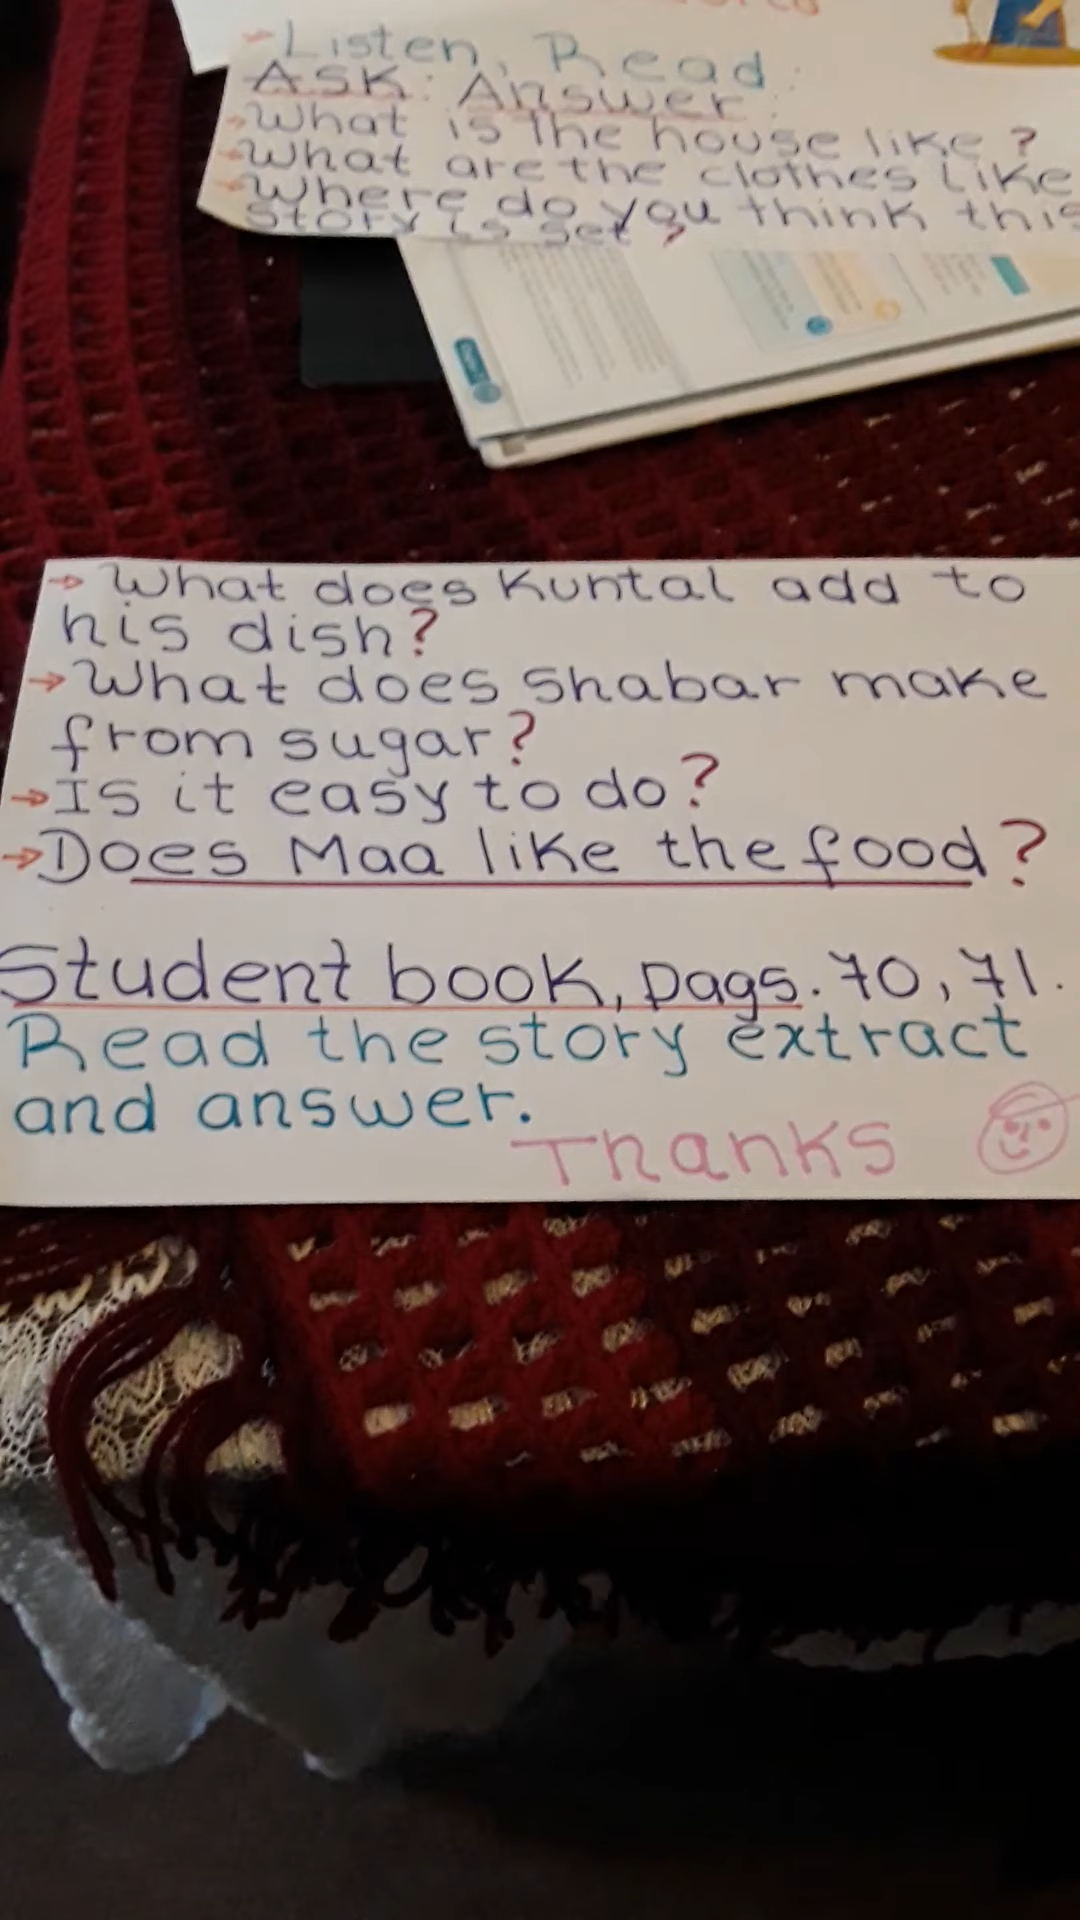 →Listen, Read:
ASK: Answer
→What is the house like?
→What are the clothes like
→Where do you think this
story is set?
→What does Kuntal add to
his dish?
→What does Shabar make
from sugar?
→Is it easy to do?
→Does Maa like the food?
Student book, pags. 70, 71.
Read the story extract
and answer.
Thanks